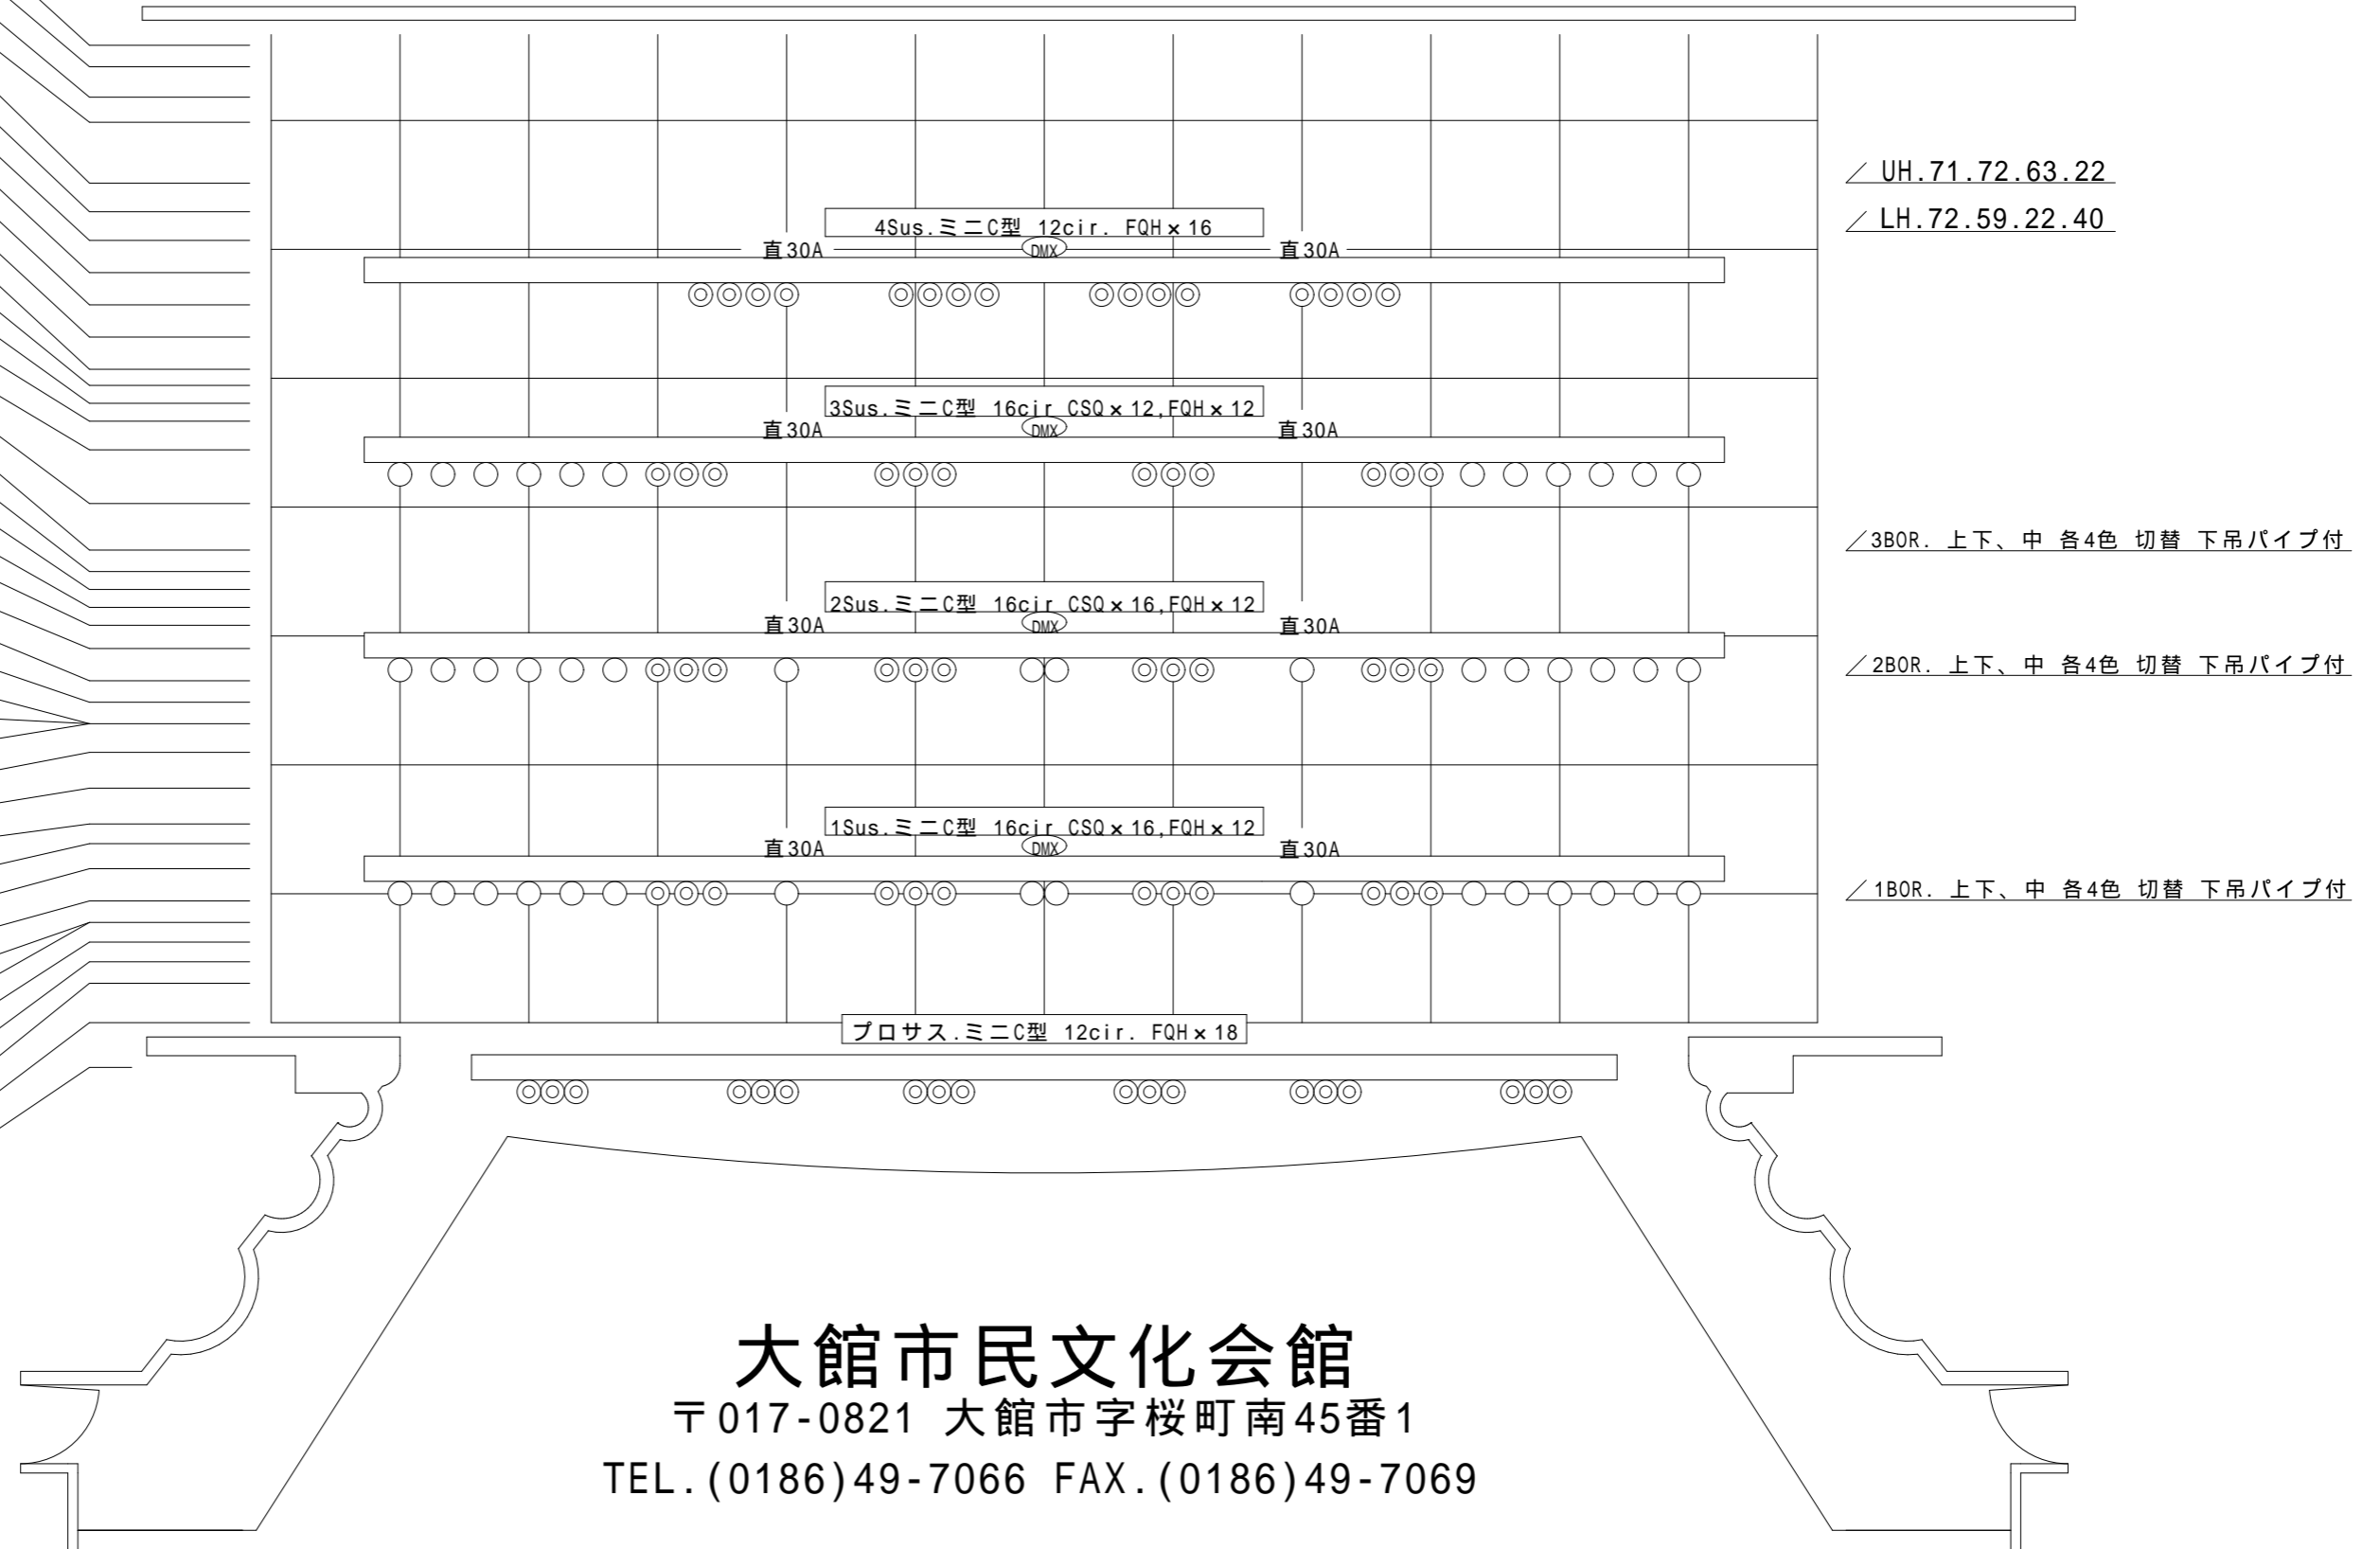 UH.71.72.63.22
4Sus.ミニC型 12cir. FQH×16
LH.72.59.22.40
直30A DMX 直30A
3Sus.ミニC型 16cir CSQ×12,FQH×12
直30A DMX 直30A
3BOR. 上下、中 各4色 切替 下吊パイプ付
2Sus.ミニC型 16cir CSQ×16,FQH×12
直30A DMX 直30A
2BOR. 上下、中 各4色 切替 下吊パイプ付
1Sus.ミニC型 16cir CSQ×16,FQH×12
直30A DMX 直30A
1BOR. 上下、中 各4色 切替 下吊パイプ付
プロサス.ミニC型 12cir. FQH×18
大館市民文化会館
〒017-0821 大館市字桜町南45番1
TEL.(0186)49-7066 FAX.(0186)49-7069